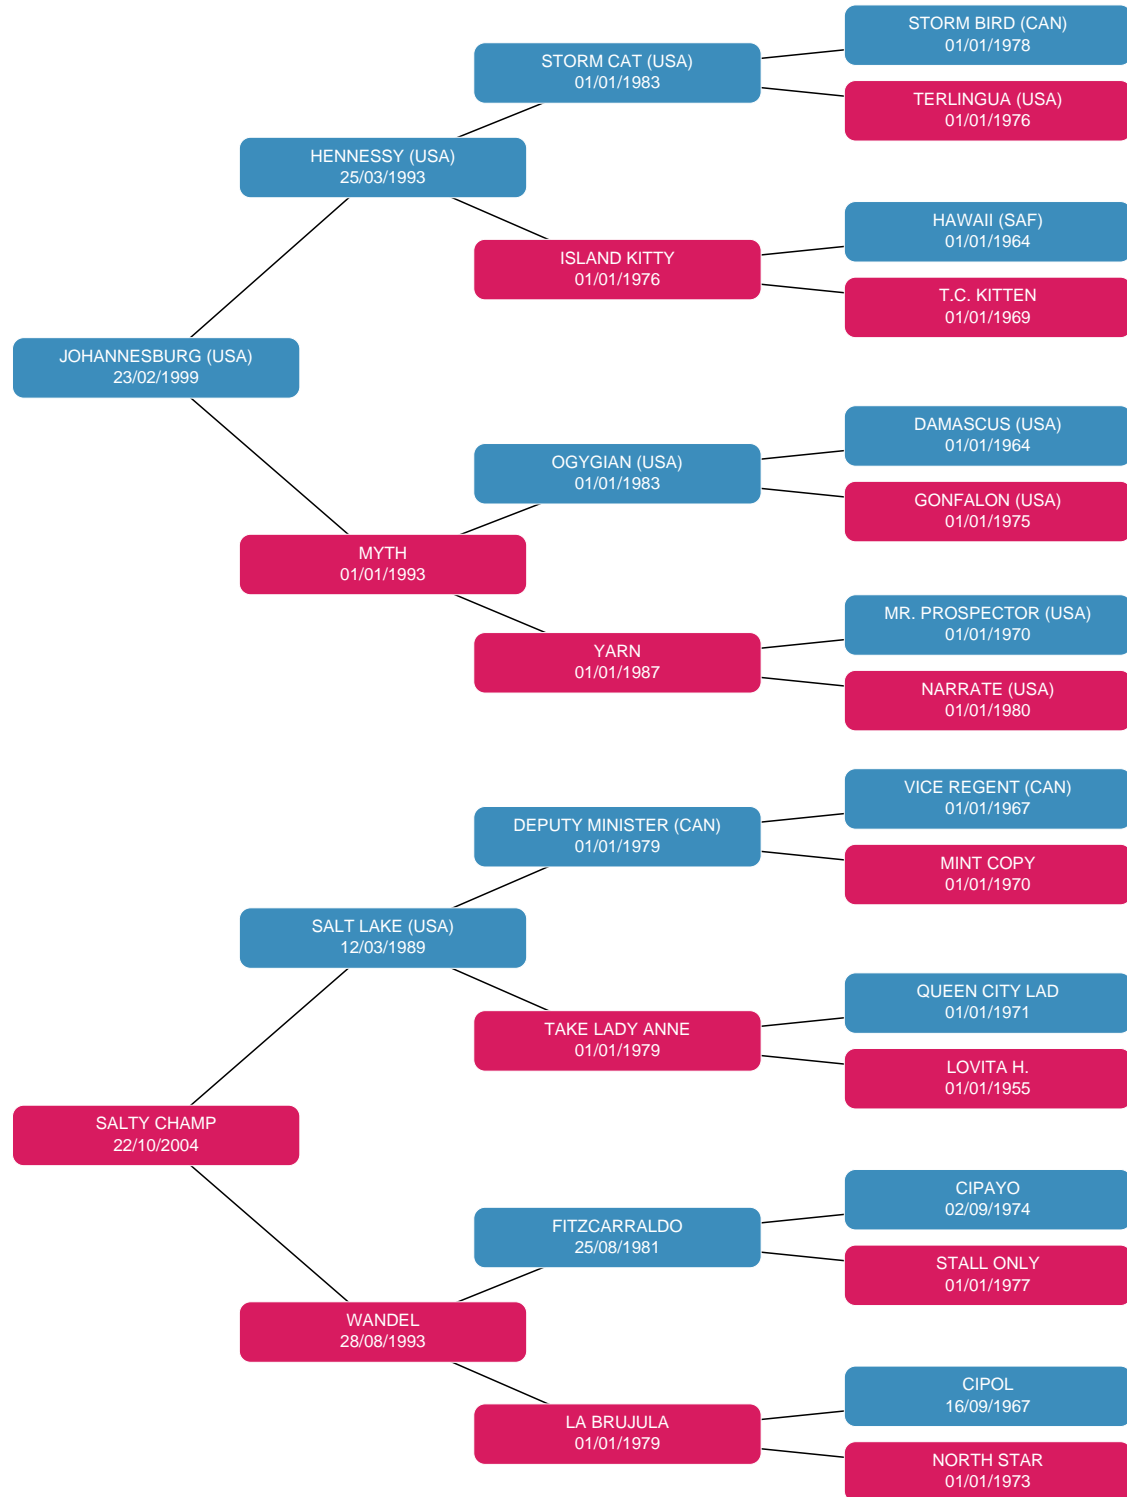 STORM BIRD (CAN)
01/01/1978
STORM CAT (USA)
01/01/1983
TERLINGUA (USA)
01/01/1976
HENNESSY (USA)
25/03/1993
HAWAII (SAF)
01/01/1964
ISLAND KITTY
01/01/1976
T.C. KITTEN
01/01/1969
JOHANNESBURG (USA)
23/02/1999
DAMASCUS (USA)
01/01/1964
OGYGIAN (USA)
01/01/1983
GONFALON (USA)
01/01/1975
MYTH
01/01/1993
MR. PROSPECTOR (USA)
01/01/1970
YARN
01/01/1987
NARRATE (USA)
01/01/1980
VICE REGENT (CAN)
01/01/1967
DEPUTY MINISTER (CAN)
01/01/1979
MINT COPY
01/01/1970
SALT LAKE (USA)
12/03/1989
QUEEN CITY LAD
01/01/1971
TAKE LADY ANNE
01/01/1979
LOVITA H.
01/01/1955
SALTY CHAMP
22/10/2004
CIPAYO
02/09/1974
FITZCARRALDO
25/08/1981
STALL ONLY
01/01/1977
WANDEL
28/08/1993
CIPOL
16/09/1967
LA BRUJULA
01/01/1979
NORTH STAR
01/01/1973